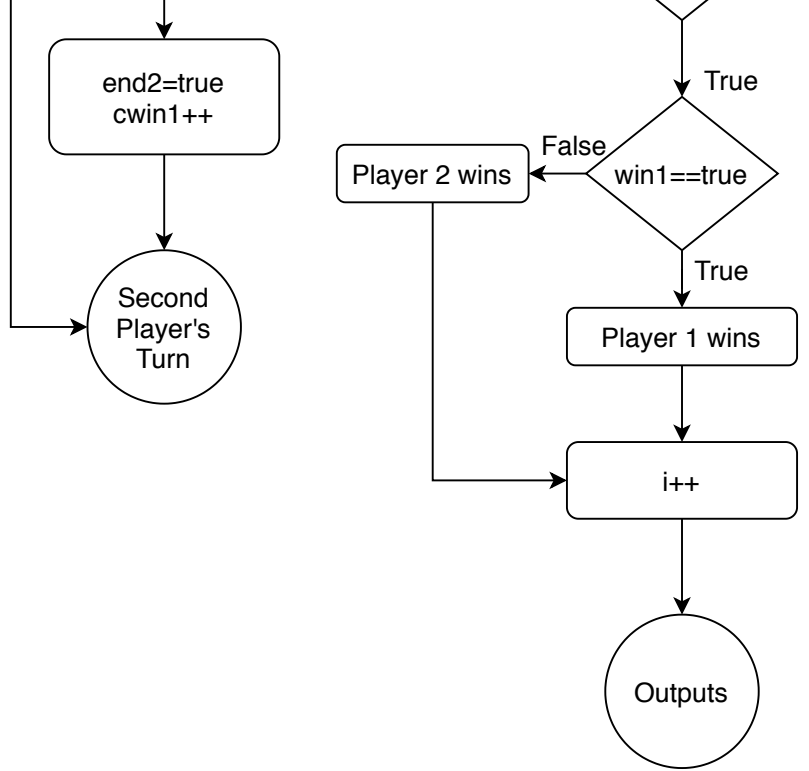 end2=true
cwin1++
Second
Player's
Turn
True
False
Player 2 wins
win1==true
True
Player 1 wins
i++
Outputs